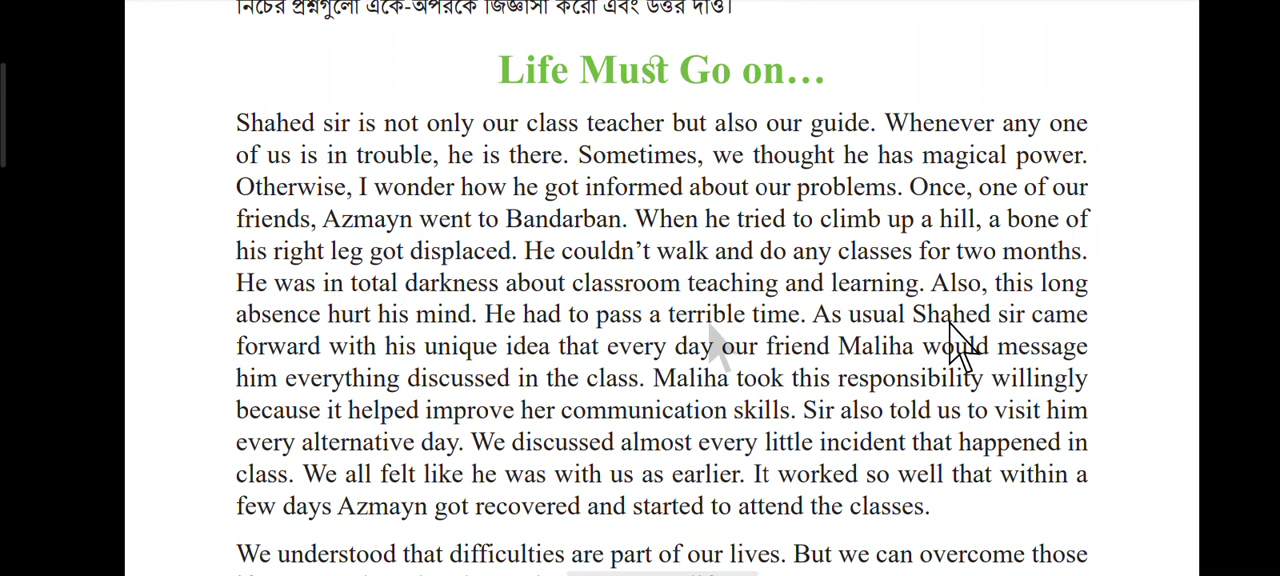 নিচের প্রশ্নগুলো একে-অপরকে জিজ্ঞাসা করো এবং উত্তর দাও।
Life Must Go on…
Shahed sir is not only our class teacher but also our guide. Whenever any one
of us is in trouble, he is there. Sometimes, we thought he has magical power.
Otherwise, I wonder how he got informed about our problems. Once, one of our
friends, Azmayn went to Bandarban. When he tried to climb up a hill, a bone of
his right leg got displaced. He couldn’t walk and do any classes for two months.
He was in total darkness about classroom teaching and learning. Also, this long
absence hurt his mind. He had to pass a terrible time. As usual Shahed sir came
forward with his unique idea that every day our friend Maliha would message
him everything discussed in the class. Maliha took this responsibility willingly
because it helped improve her communication skills. Sir also told us to visit him
every alternative day. We discussed almost every little incident that happened in
class. We all felt like he was with us as earlier. It worked so well that within a
few days Azmayn got recovered and started to attend the classes.
We understood that difficulties are part of our lives. But we can overcome those